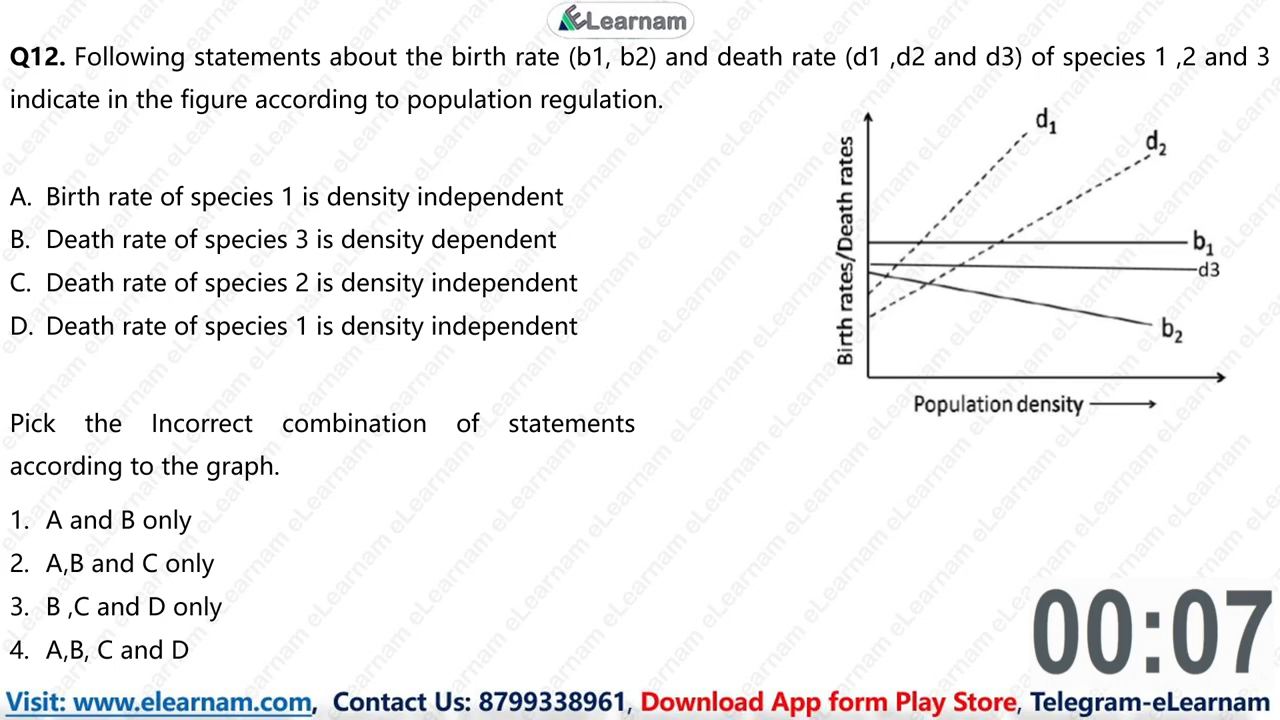 ELearnam
Q12. Following statements about the birth rate (b1, b2) and death rate (d1 ,d2 and d3) of species 1 ,2 and 3
indicate in the figure according to population regulation.
A. Birth rate of species 1 is density independent
B. Death rate of species 3 is density dependent
C. Death rate of species 2 is density independent
D. Death rate of species 1 is density independent
Pick the Incorrect combination of statements
according to the graph.
1. A and B only
2. A,B and C only
3. B ,C and D only
4. A,B, C and D
Birth rates/Death rates
d1
d2
b1
d3
b2
Population density
00:07
Visit: www.elearnam.com, Contact Us: 8799338961, Download App form Play Store, Telegram-eLearnam